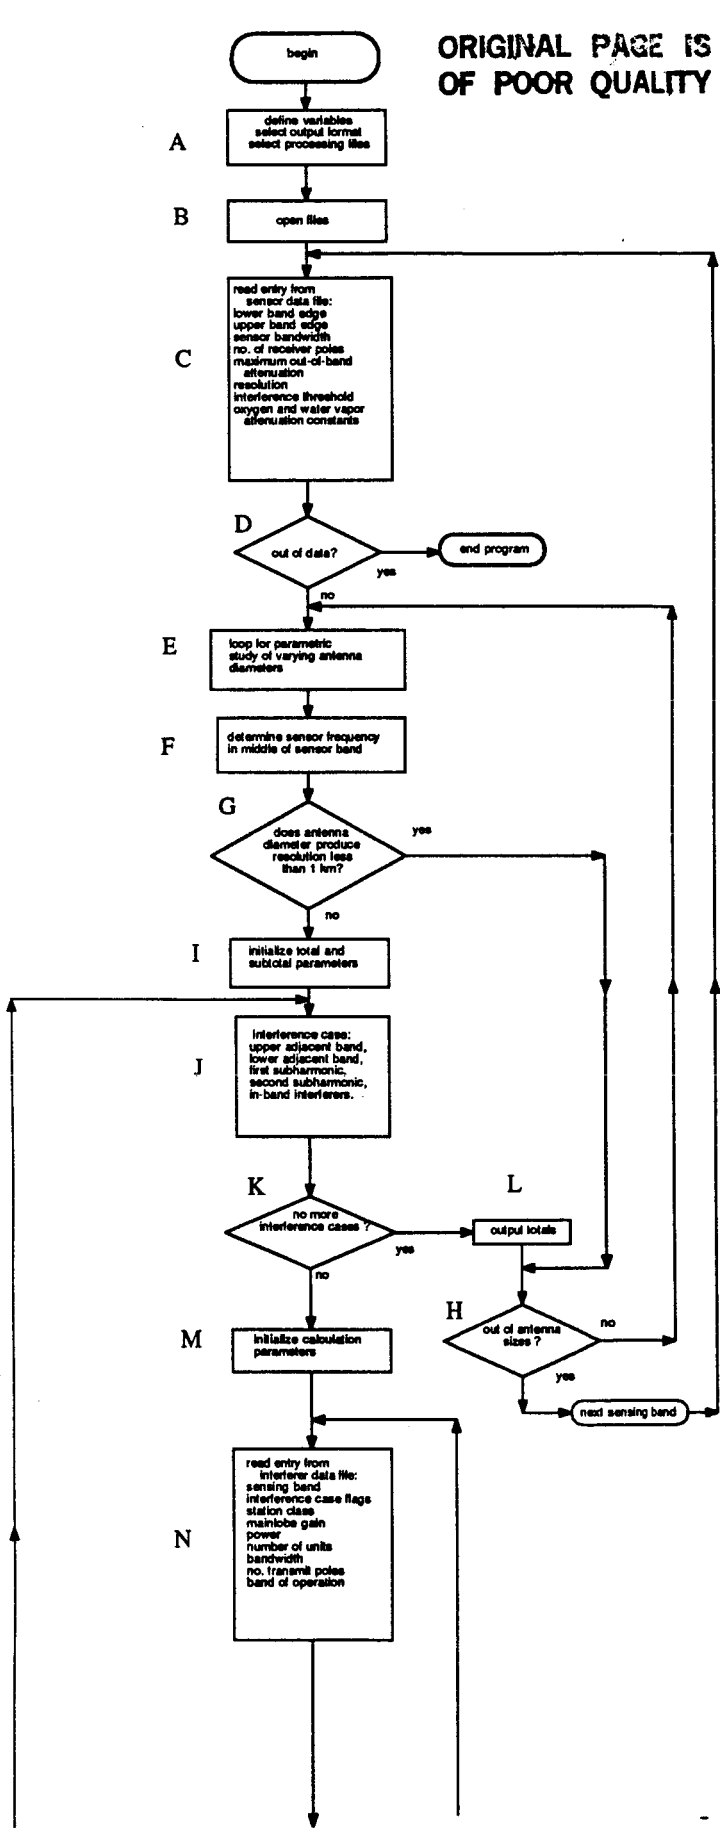 ORIGINAL PAGE IS
OF POOR QUALITY
begin
A
define variables
select output format
select processing files
B
open files
C
read entry from
sensor data file:
lower band edge
upper band edge
sensor bandwidth
no. of receiver poles
maximum out-of-band
attenuation
resolution
interference threshold
oxygen and water vapor
attenuation constants
D
out of data?
yes
end program
no
E
loop for parametric
study of varying antenna
diameters
F
determine sensor frequency
in middle of sensor band
G
does antenna
diameter produce
resolution less
than 1 km?
yes
no
I
initialize total and
subtotal parameters
J
interference case:
upper adjacent band,
lower adjacent band,
first subharmonic,
second subharmonic,
in-band interferers.
K
no more
interference cases ?
yes
L
output totals
no
H
out of antenna
sizes ?
no
yes
next sensing band
M
initialize calculation
parameters
N
read entry from
interferer data file:
sensing band
interference case flags
station class
mainlobe gain
power
number of units
bandwidth
no. transmit poles
band of operation